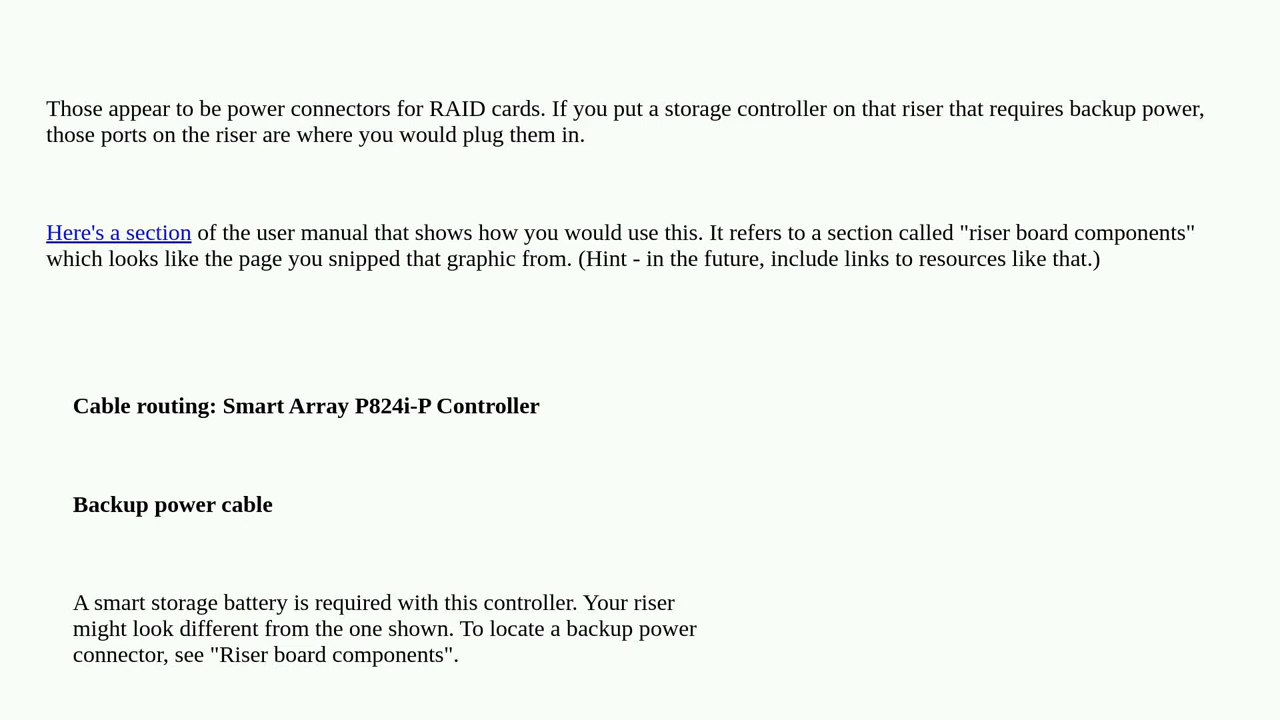 Those appear to be power connectors for RAID cards. If you put a storage controller on that riser that requires backup power,
those ports on the riser are where you would plug them in.
Here's a section of the user manual that shows how you would use this. It refers to a section called "riser board components"
which looks like the page you snipped that graphic from. (Hint - in the future, include links to resources like that.)
Cable routing: Smart Array P824i-P Controller
Backup power cable
A smart storage battery is required with this controller. Your riser
might look different from the one shown. To locate a backup power
connector, see "Riser board components".